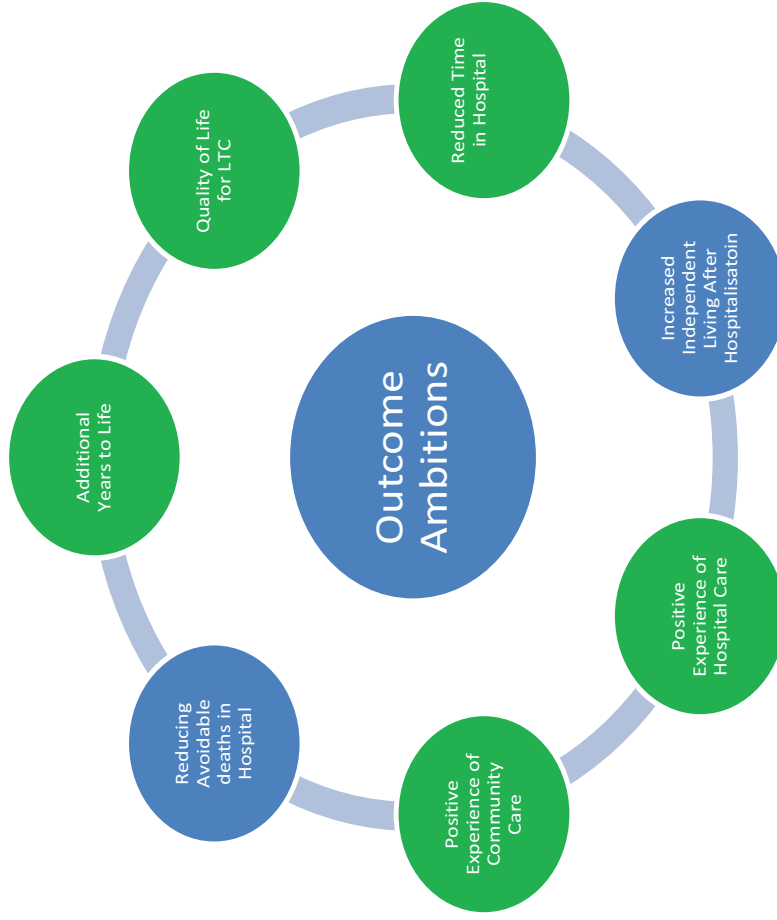 Outcome
Ambitions
Additional
Years to Life
Quality of Life
for LTC
Reduced Time
in Hospital
Increased
Independent
Living After
Hospitalisatoin
Positive
Experience of
Hospital Care
Positive
Experience of
Community
Care
Reducing
Avoidable
deaths in
Hospital